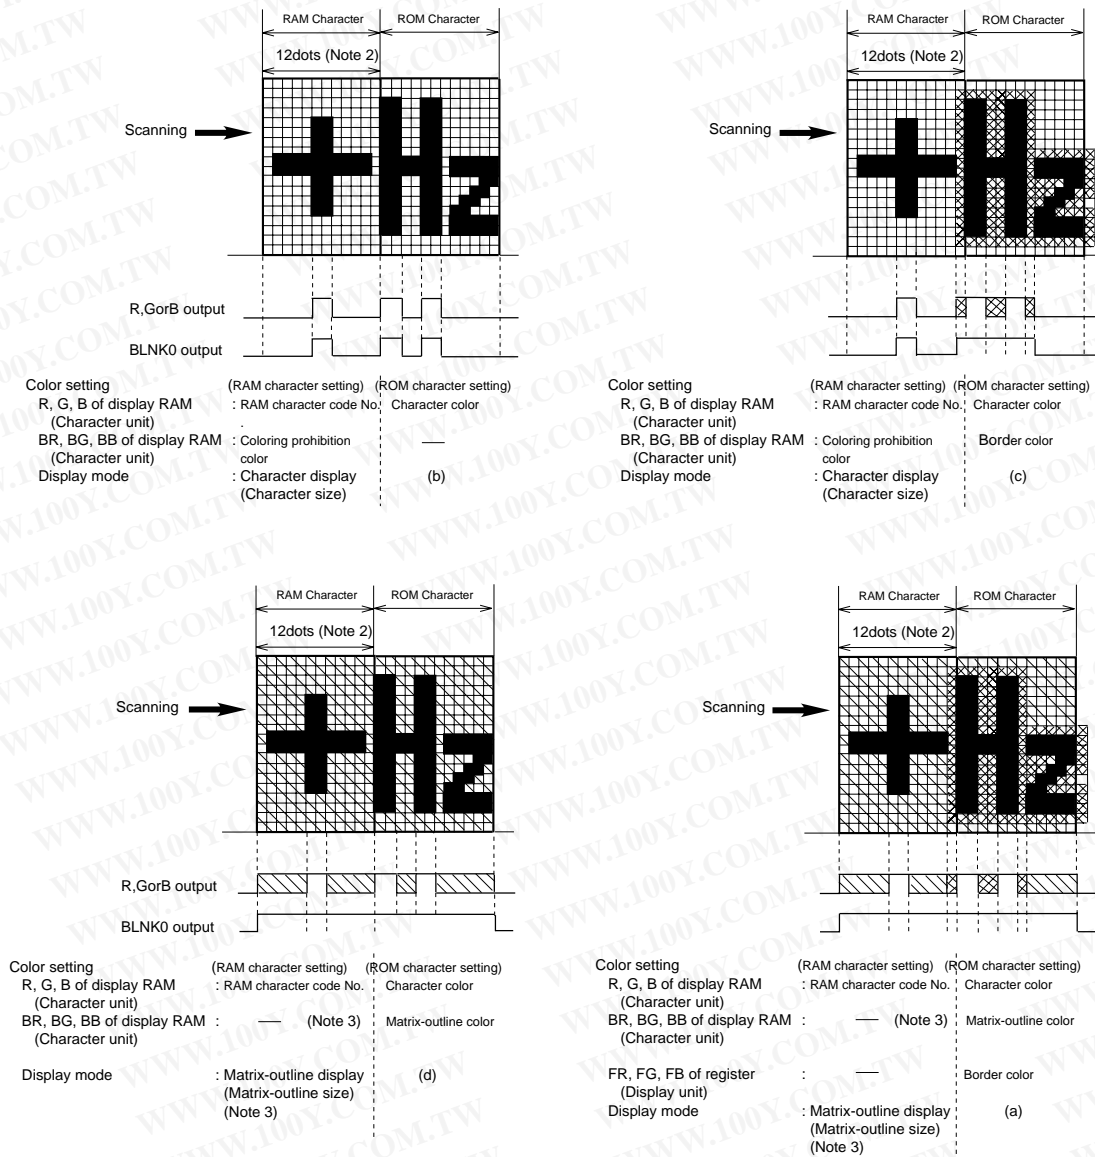 RAM Character ROM Character
12dots (Note 2)
Scanning
R,GorB output
BLNK0 output
Color setting (RAM character setting) (ROM character setting)
R, G, B of display RAM : RAM character code No. Character color
(Character unit) .
BR, BG, BB of display RAM : Coloring prohibition —
(Character unit) color
Display mode : Character display (b)
(Character size)
RAM Character ROM Character
12dots (Note 2)
Scanning
Color setting (RAM character setting) (ROM character setting)
R, G, B of display RAM : RAM character code No. Character color
(Character unit)
BR, BG, BB of display RAM : Coloring prohibition Border color
(Character unit) color
Display mode : Character display (c)
(Character size)
RAM Character ROM Character
12dots (Note 2)
Scanning
R,GorB output
BLNK0 output
Color setting (RAM character setting) (ROM character setting)
R, G, B of display RAM : RAM character code No. Character color
(Character unit)
BR, BG, BB of display RAM : — (Note 3) Matrix-outline color
(Character unit)
Display mode : Matrix-outline display (d)
(Matrix-outline size)
(Note 3)
RAM Character ROM Character
12dots (Note 2)
Scanning
Color setting (RAM character setting) (ROM character setting)
R, G, B of display RAM : RAM character code No. Character color
(Character unit)
BR, BG, BB of display RAM : — (Note 3) Matrix-outline color
(Character unit)
FR, FG, FB of register : — Border color
(Display unit)
Display mode : Matrix-outline display (a)
(Matrix-outline size)
(Note 3)
WWW.100Y.COM.TW